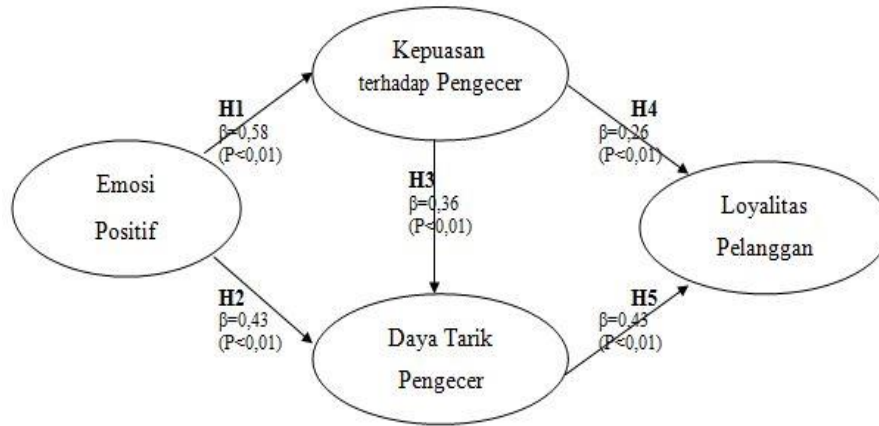 Kepuasan
terhadap Pengecer
H1
β=0,58
(P<0,01)
H4
β=0,26
(P<0,01)
Emosi
Positif
H3
β=0,36
(P<0,01)
Loyalitas
Pelanggan
H2
β=0,43
(P<0,01)
Daya Tarik
Pengecer
H5
β=0,43
(P<0,01)